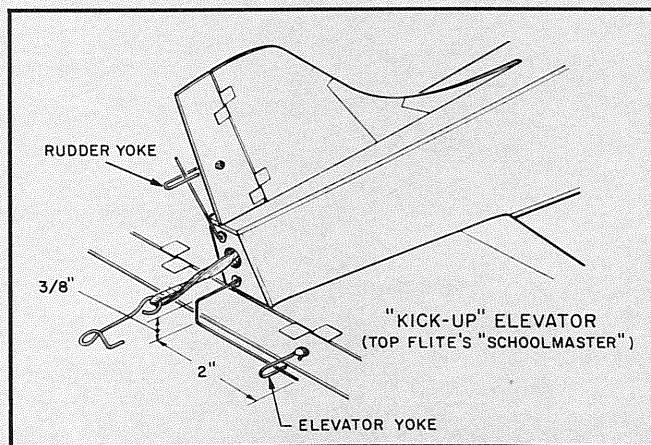 RUDDER YOKE
3/8"
"KICK-UP" ELEVATOR
(TOP FLITE'S "SCHOOLMASTER")
2"
ELEVATOR YOKE